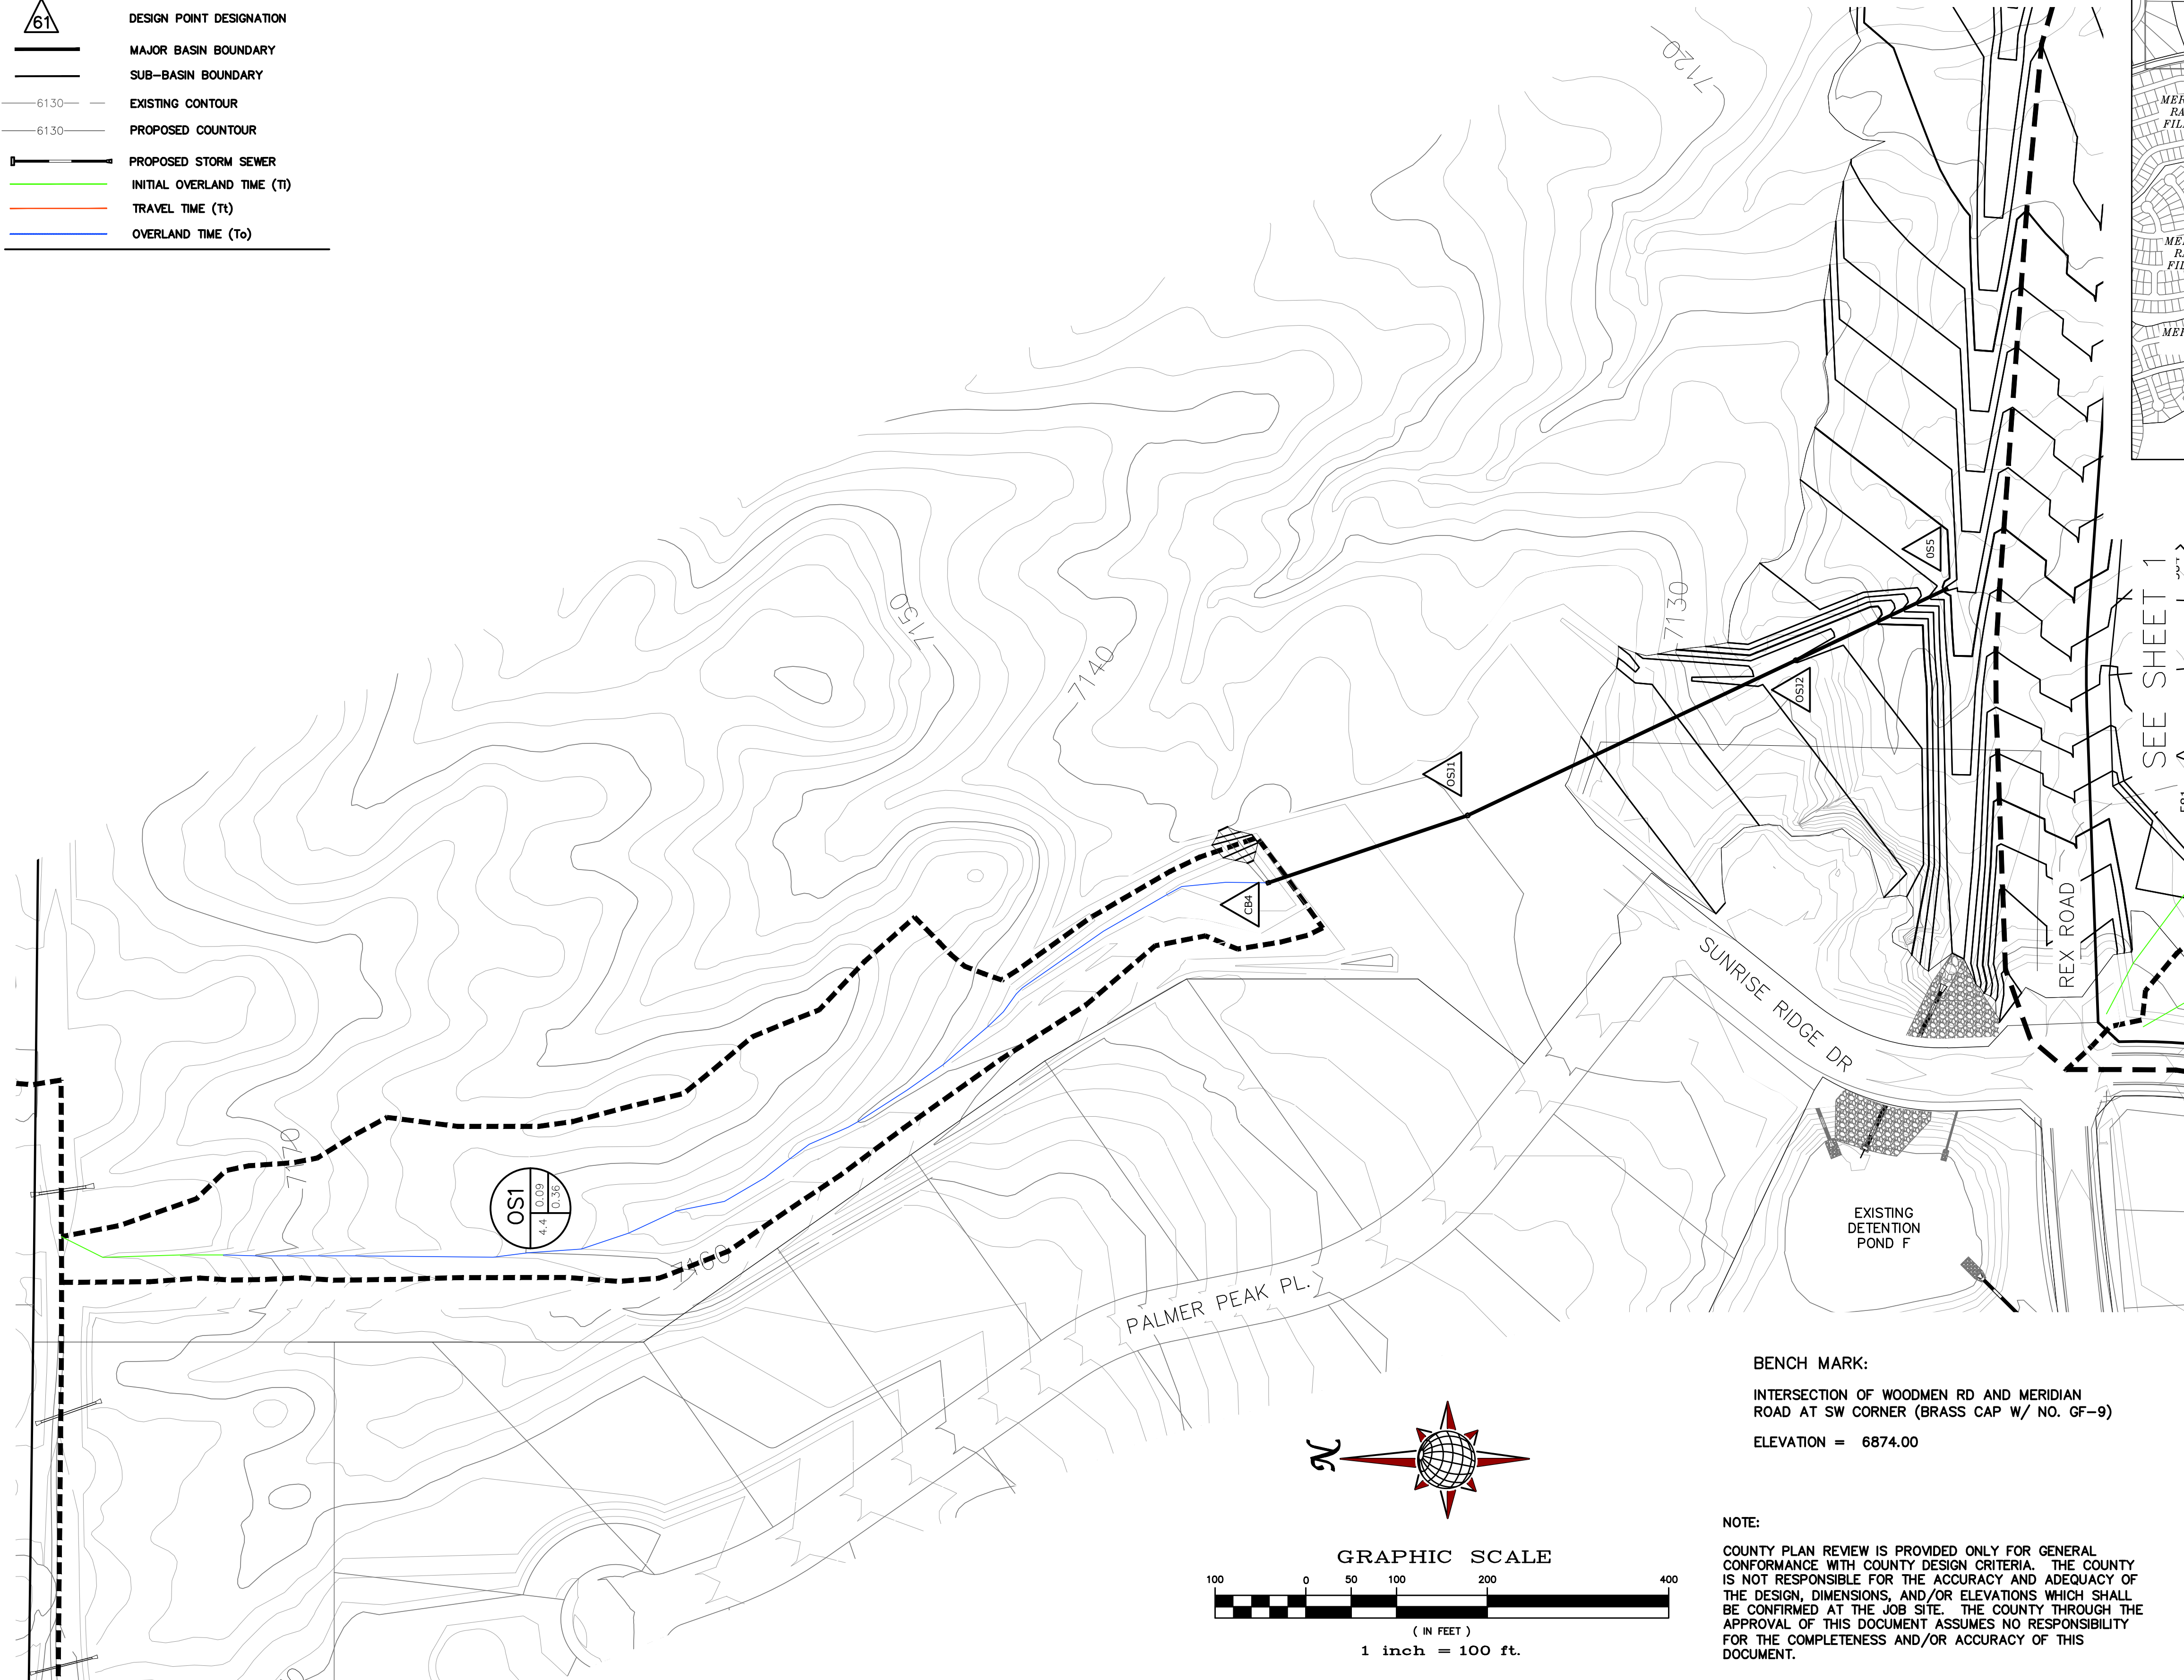 61
DESIGN POINT DESIGNATION
MAJOR BASIN BOUNDARY
SUB-BASIN BOUNDARY
6130
EXISTING CONTOUR
6130
PROPOSED COUNTOUR
PROPOSED STORM SEWER
INITIAL OVERLAND TIME (Ti)
TRAVEL TIME (Tt)
OVERLAND TIME (To)
7120
7150
7140
7130
7170
7160
OS5
OSJ2
OSJ1
CB4
OS1
4.4
0.09
0.36
SEE SHEET 1
REX ROAD
SUNRISE RIDGE DR
PALMER PEAK PL.
EXISTING
DETENTION
POND F
N
GRAPHIC SCALE
100 0 50 100 200 400
( IN FEET )
1 inch = 100 ft.
BENCH MARK:
INTERSECTION OF WOODMEN RD AND MERIDIAN
ROAD AT SW CORNER (BRASS CAP W/ NO. GF-9)
ELEVATION = 6874.00
NOTE:
COUNTY PLAN REVIEW IS PROVIDED ONLY FOR GENERAL
CONFORMANCE WITH COUNTY DESIGN CRITERIA. THE COUNTY
IS NOT RESPONSIBLE FOR THE ACCURACY AND ADEQUACY OF
THE DESIGN, DIMENSIONS, AND/OR ELEVATIONS WHICH SHALL
BE CONFIRMED AT THE JOB SITE. THE COUNTY THROUGH THE
APPROVAL OF THIS DOCUMENT ASSUMES NO RESPONSIBILITY
FOR THE COMPLETENESS AND/OR ACCURACY OF THIS
DOCUMENT.